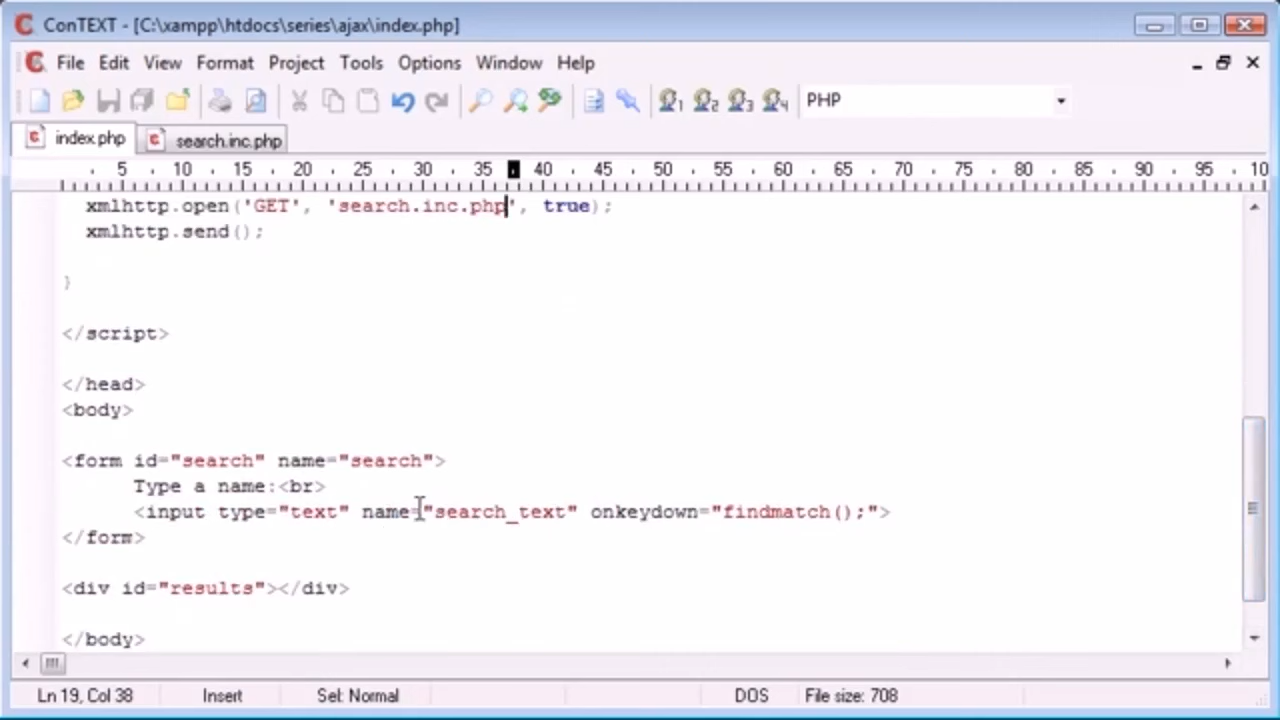 ConTEXT - [C:\xampp\htdocs\series\ajax\index.php]
File Edit View Format Project Tools Options Window Help
1 2 3 4 PHP
index.php search.inc.php
5 10 15 20 25 30 35 40 45 50 55 60 65 70 75 80 85 90 95 10
xmlhttp.open('GET', 'search.inc.php', true);
xmlhttp.send();
}
</script>
</head>
<body>
<form id="search" name="search">
Type a name:<br>
<input type="text" name="search_text" onkeydown="findmatch();">
</form>
<div id="results"></div>
</body>
Ln 19, Col 38 Insert Sel: Normal DOS File size: 708